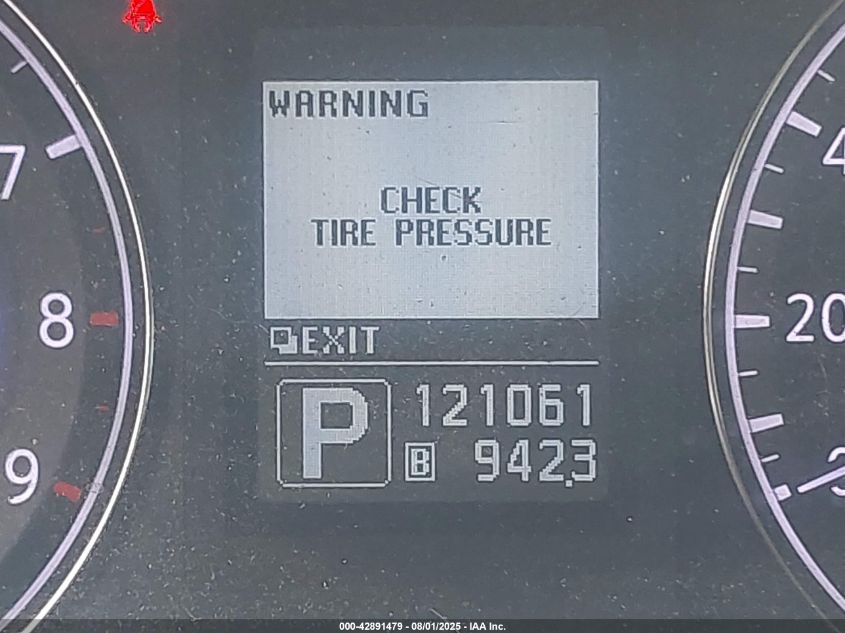 WARNING
CHECK
TIRE PRESSURE
EXIT
P
121061
B 942.3
7
8
9
4
20
000-42891479 - 08/01/2025 - IAA Inc.